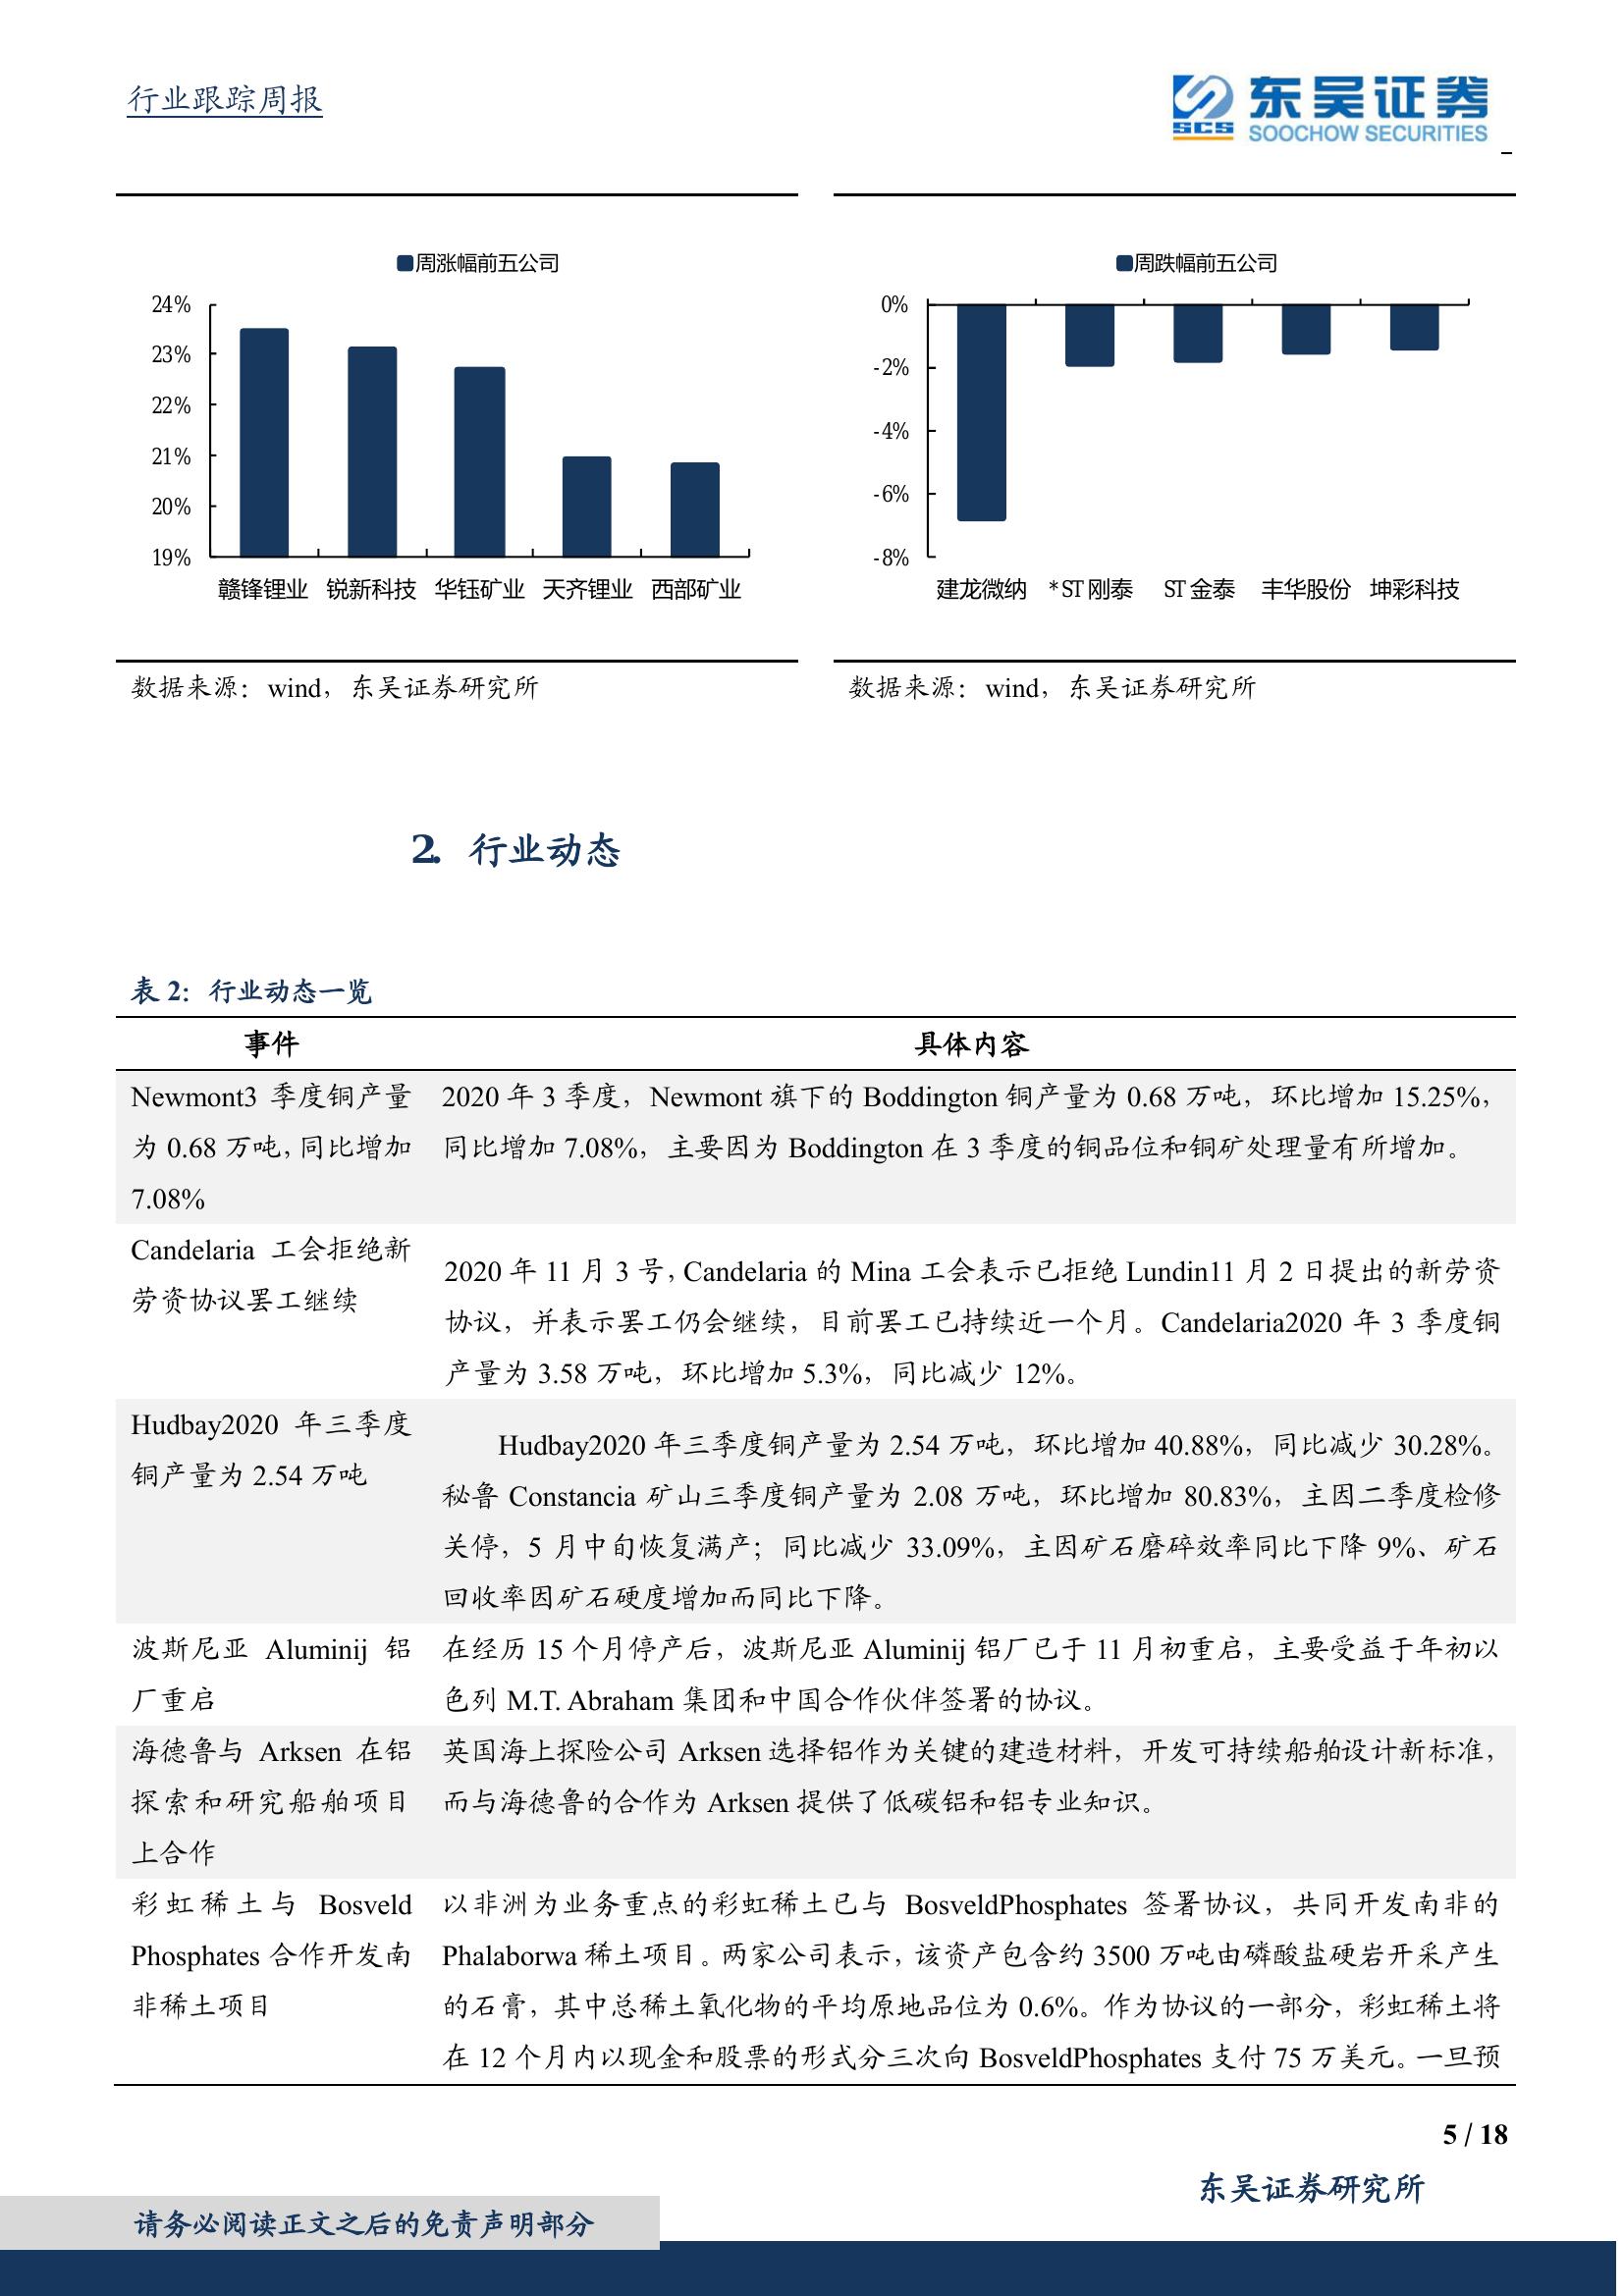 行业跟踪周报
SCS 东吴证券
SOOCHOW SECURITIES
周涨幅前五公司
24%
23%
22%
21%
20%
19%
赣锋锂业 锐新科技 华钰矿业 天齐锂业 西部矿业
周跌幅前五公司
0%
-2%
-4%
-6%
-8%
建龙微纳 *ST刚泰 ST金泰 丰华股份 坤彩科技
数据来源：wind，东吴证券研究所
数据来源：wind，东吴证券研究所
2. 行业动态
表 2：行业动态一览
事件 具体内容
Newmont3 季度铜产量
为 0.68 万吨，同比增加
7.08%
2020 年 3 季度，Newmont 旗下的 Boddington 铜产量为 0.68 万吨，环比增加 15.25%，
同比增加 7.08%，主要因为 Boddington 在 3 季度的铜品位和铜矿处理量有所增加。
Candelaria 工会拒绝新
劳资协议罢工继续
2020 年 11 月 3 号，Candelaria 的 Mina 工会表示已拒绝 Lundin11 月 2 日提出的新劳资
协议，并表示罢工仍会继续，目前罢工已持续近一个月。Candelaria2020 年 3 季度铜
产量为 3.58 万吨，环比增加 5.3%，同比减少 12%。
Hudbay2020 年三季度
铜产量为 2.54 万吨
Hudbay2020 年三季度铜产量为 2.54 万吨，环比增加 40.88%，同比减少 30.28%。
秘鲁 Constancia 矿山三季度铜产量为 2.08 万吨，环比增加 80.83%，主因二季度检修
关停，5 月中旬恢复满产；同比减少 33.09%，主因矿石磨碎效率同比下降 9%、矿石
回收率因矿石硬度增加而同比下降。
波斯尼亚 Aluminij 铝
厂重启
在经历 15 个月停产后，波斯尼亚 Aluminij 铝厂已于 11 月初重启，主要受益于年初以
色列 M.T. Abraham 集团和中国合作伙伴签署的协议。
海德鲁与 Arksen 在铝
探索和研究船舶项目
上合作
英国海上探险公司 Arksen 选择铝作为关键的建造材料，开发可持续船舶设计新标准，
而与海德鲁的合作为 Arksen 提供了低碳铝和铝专业知识。
彩虹稀土与 Bosveld
Phosphates 合作开发南
非稀土项目
以非洲为业务重点的彩虹稀土已与 BosveldPhosphates 签署协议，共同开发南非的
Phalaborwa 稀土项目。两家公司表示，该资产包含约 3500 万吨由磷酸盐硬岩开采产生
的石膏，其中总稀土氧化物的平均原地品位为 0.6%。作为协议的一部分，彩虹稀土将
在 12 个月内以现金和股票的形式分三次向 BosveldPhosphates 支付 75 万美元。一旦预
5 / 18
东吴证券研究所
请务必阅读正文之后的免责声明部分